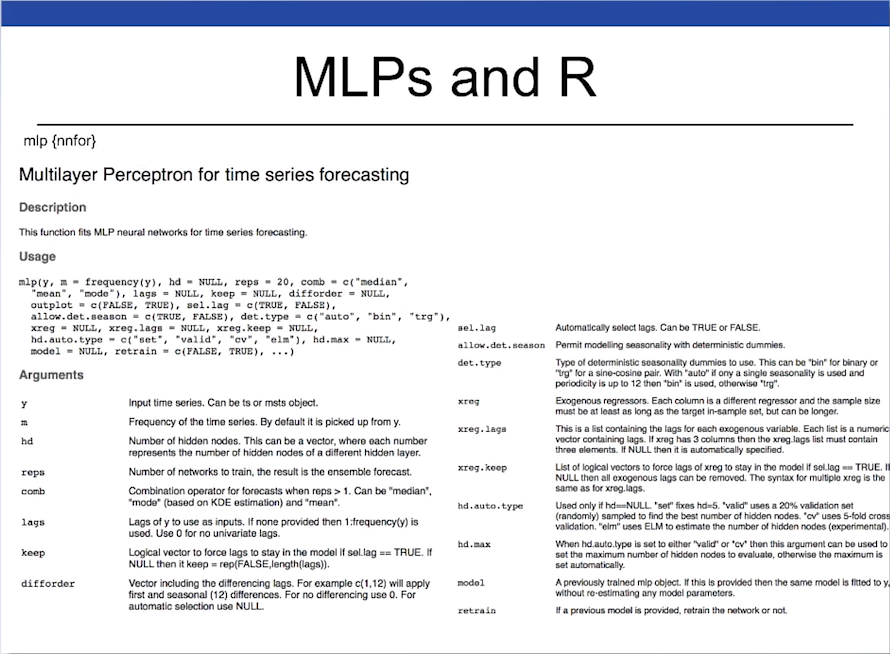 MLPs and R
mlp {nnfor}
Multilayer Perceptron for time series forecasting
Description
This function fits MLP neural networks for time series forecasting.
Usage
mlp(y, m = frequency(y), hd = NULL, reps = 20, comb = c("median",
"mean", "mode"), lags = NULL, keep = NULL, difforder = NULL,
outplot = c(FALSE, TRUE), sel.lag = c(TRUE, FALSE),
allow.det.season = c(TRUE, FALSE), det.type = c("auto", "bin", "trg"),
xreg = NULL, xreg.lags = NULL, xreg.keep = NULL,
hd.auto.type = c("set", "valid", "cv", "elm"), hd.max = NULL,
model = NULL, retrain = c(FALSE, TRUE), ...)
Arguments
y Input time series. Can be ts or msts object.
m Frequency of the time series. By default it is picked up from y.
hd Number of hidden nodes. This can be a vector, where each number
represents the number of hidden nodes of a different hidden layer.
reps Number of networks to train, the result is the ensemble forecast.
comb Combination operator for forecasts when reps > 1. Can be "median",
"mode" (based on KDE estimation) and "mean".
lags Lags of y to use as inputs. If none provided then 1:frequency(y) is
used. Use 0 for no univariate lags.
keep Logical vector to force lags to stay in the model if sel.lag == TRUE. If
NULL then it keep = rep(FALSE,length(lags)).
difforder Vector including the differencing lags. For example c(1,12) will apply
first and seasonal (12) differences. For no differencing use 0. For
automatic selection use NULL.
sel.lag Automatically select lags. Can be TRUE or FALSE.
allow.det.season Permit modelling seasonality with deterministic dummies.
det.type Type of deterministic seasonality dummies to use. This can be "bin" for binary or
"trg" for a sine-cosine pair. With "auto" if ony a single seasonality is used and
periodicity is up to 12 then "bin" is used, otherwise "trg".
xreg Exogenous regressors. Each column is a different regressor and the sample size
must be at least as long as the target in-sample set, but can be longer.
xreg.lags This is a list containing the lags for each exogenous variable. Each list is a numeric
vector containing lags. If xreg has 3 columns then the xreg.lags list must contain
three elements. If NULL then it is automatically specified.
xreg.keep List of logical vectors to force lags of xreg to stay in the model if sel.lag == TRUE. If
NULL then all exogenous lags can be removed. The syntax for multiple xreg is the
same as for xreg.lags.
hd.auto.type Used only if hd==NULL. "set" fixes hd=5. "valid" uses a 20% validation set
(randomly) sampled to find the best number of hidden nodes. "cv" uses 5-fold cross
validation. "elm" uses ELM to estimate the number of hidden nodes (experimental).
hd.max When hd.auto.type is set to either "valid" or "cv" then this argument can be used to
set the maximum number of hidden nodes to evaluate, otherwise the maximum is
set automatically.
model A previously trained mlp object. If this is provided then the same model is fitted to y,
without re-estimating any model parameters.
retrain If a previous model is provided, retrain the network or not.